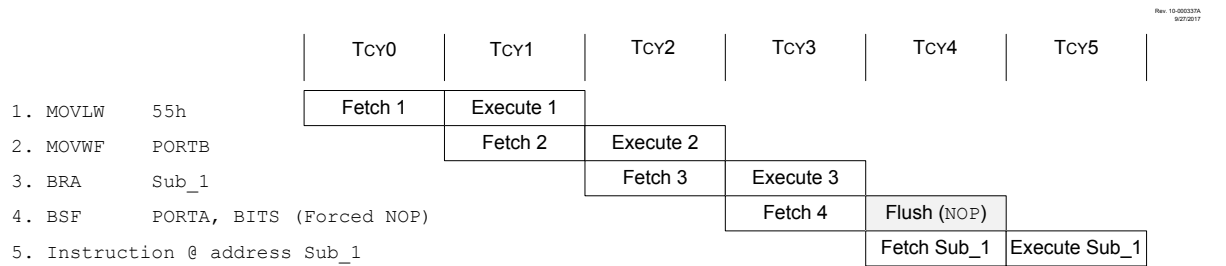 Rev. 10-000337A
9/27/2017
TCY0 TCY1 TCY2 TCY3 TCY4 TCY5
1. MOVLW 55h Fetch 1 Execute 1
2. MOVWF PORTB Fetch 2 Execute 2
3. BRA Sub_1 Fetch 3 Execute 3
4. BSF PORTA, BITS (Forced NOP) Fetch 4 Flush (NOP)
5. Instruction @ address Sub_1 Fetch Sub_1 Execute Sub_1